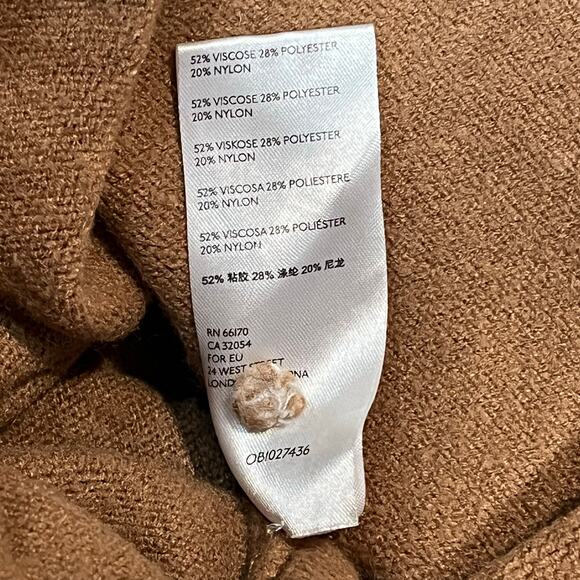 52% VISCOSE 28% POLYESTER
20% NYLON
52% VISCOSE 28% POLYESTER
20% NYLON
52% VISKOSE 28% POLYESTER
20% NYLON
52% VISCOSA 28% POLIESTERE
20% NYLON
52% VISCOSA 28% POLIÉSTER
20% NYLON
52% 粘胶 28% 涤纶 20% 尼龙
RN 66170
CA 32054
FOR EU
24 WEST STREET
OBI027436